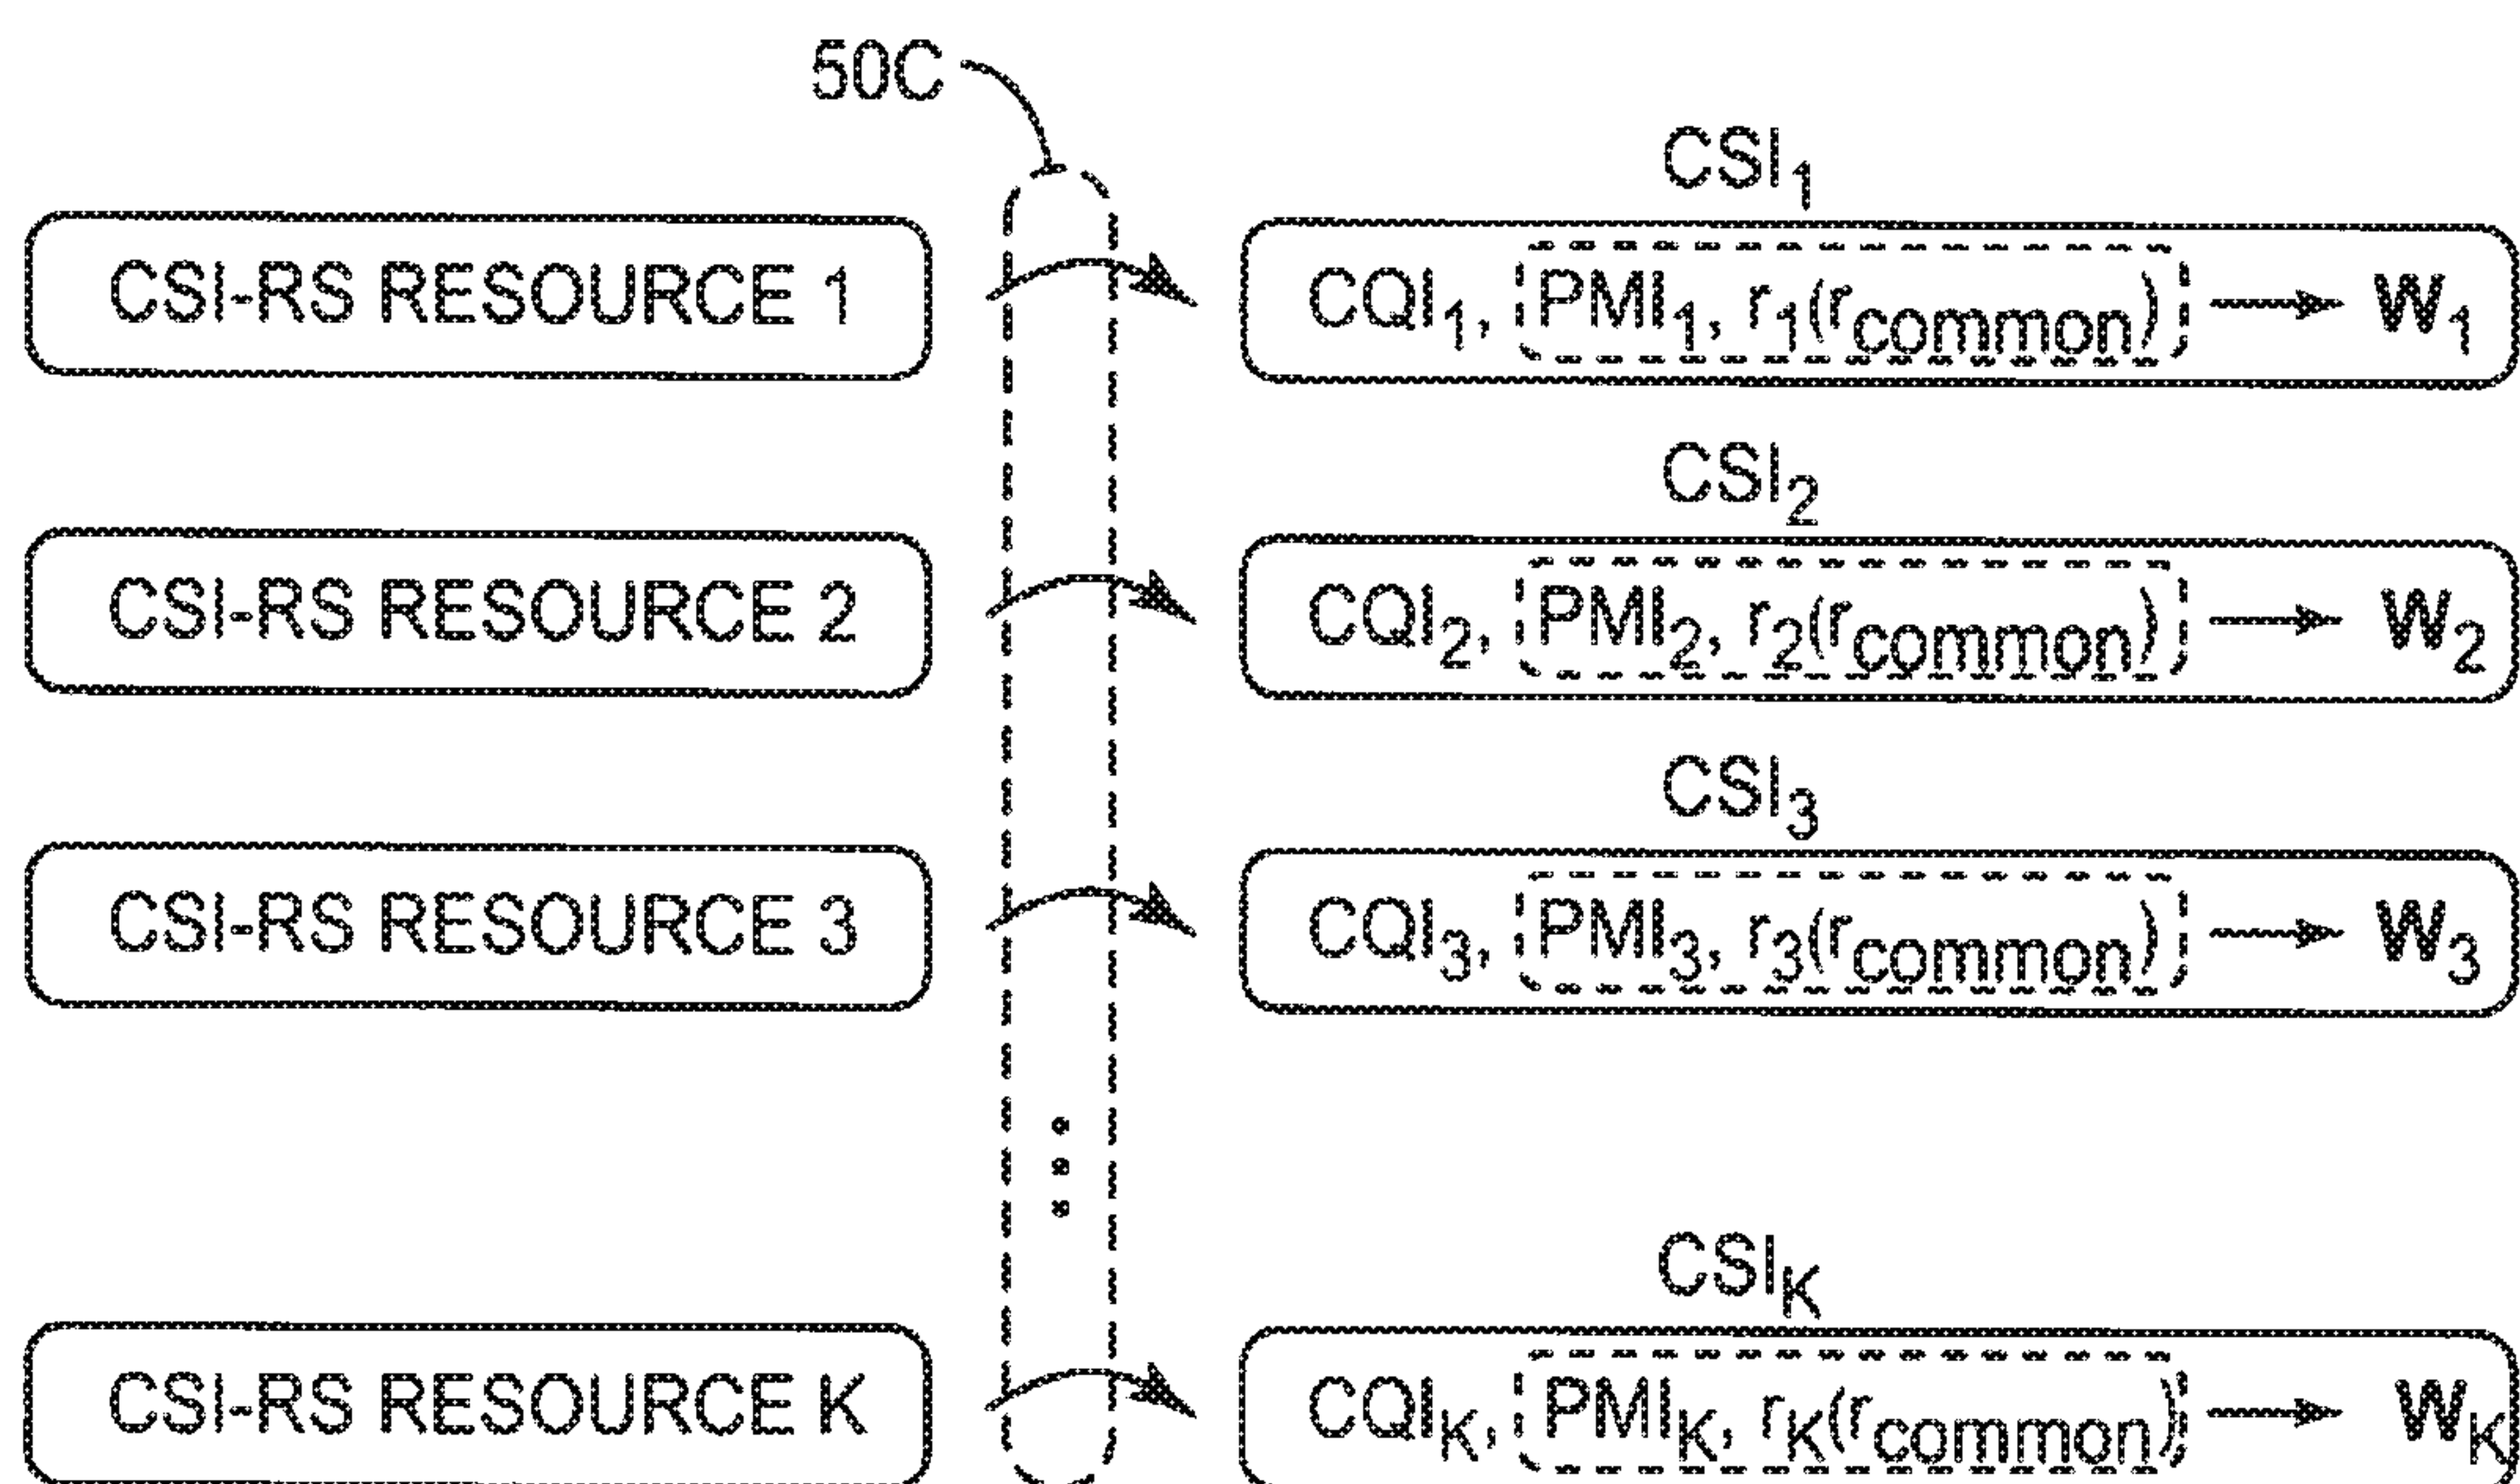 50C
CSI1
CSI-RS RESOURCE 1 CQI1, PMI1, r1(rcommon) → W1
CSI2
CSI-RS RESOURCE 2 CQI2, PMI2, r2(rcommon) → W2
CSI3
CSI-RS RESOURCE 3 CQI3, PMI3, r3(rcommon) → W3
CSIK
CSI-RS RESOURCE K CQIK, PMIK, rK(rcommon) → WK